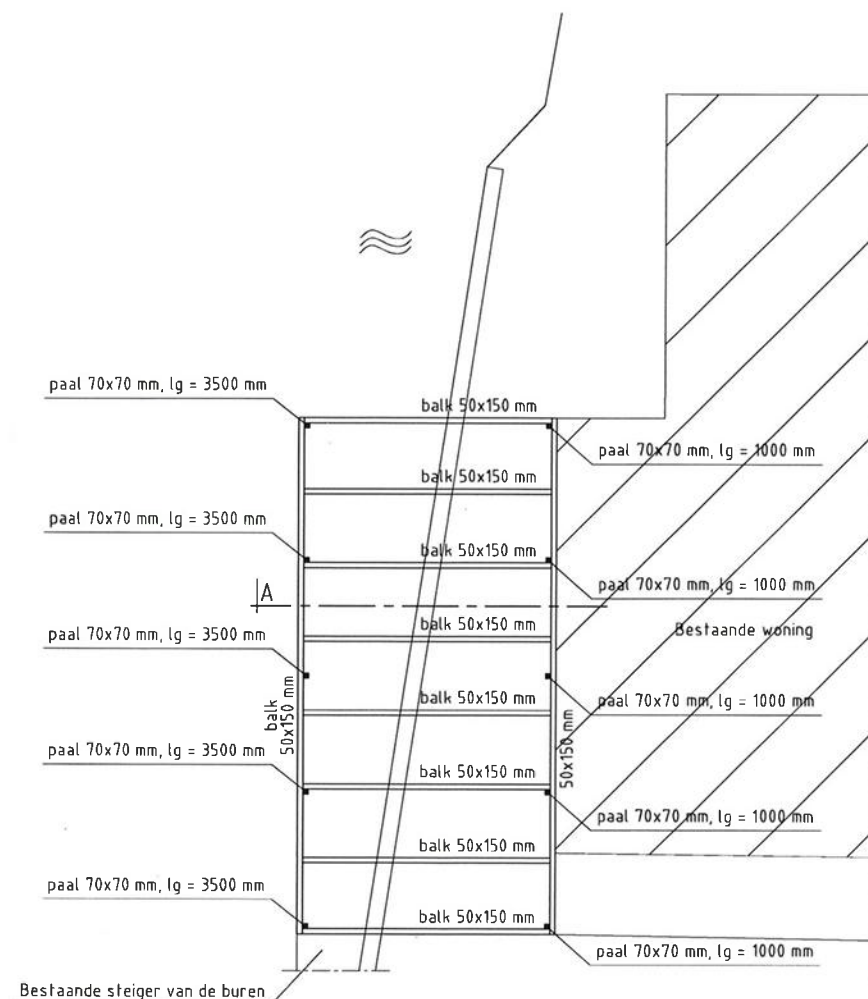 paal 70x70 mm, lg = 3500 mm
balk 50x150 mm
paal 70x70 mm, lg = 1000 mm
balk 50x150 mm
paal 70x70 mm, lg = 3500 mm
balk 50x150 mm
paal 70x70 mm, lg = 1000 mm
A
balk 50x150 mm
Bestaande woning
paal 70x70 mm, lg = 3500 mm
balk 50x150 mm
paal 70x70 mm, lg = 1000 mm
balk
50x150 mm
50x150 mm
paal 70x70 mm, lg = 3500 mm
balk 50x150 mm
paal 70x70 mm, lg = 1000 mm
balk 50x150 mm
paal 70x70 mm, lg = 3500 mm
balk 50x150 mm
paal 70x70 mm, lg = 1000 mm
Bestaande steiger van de buren